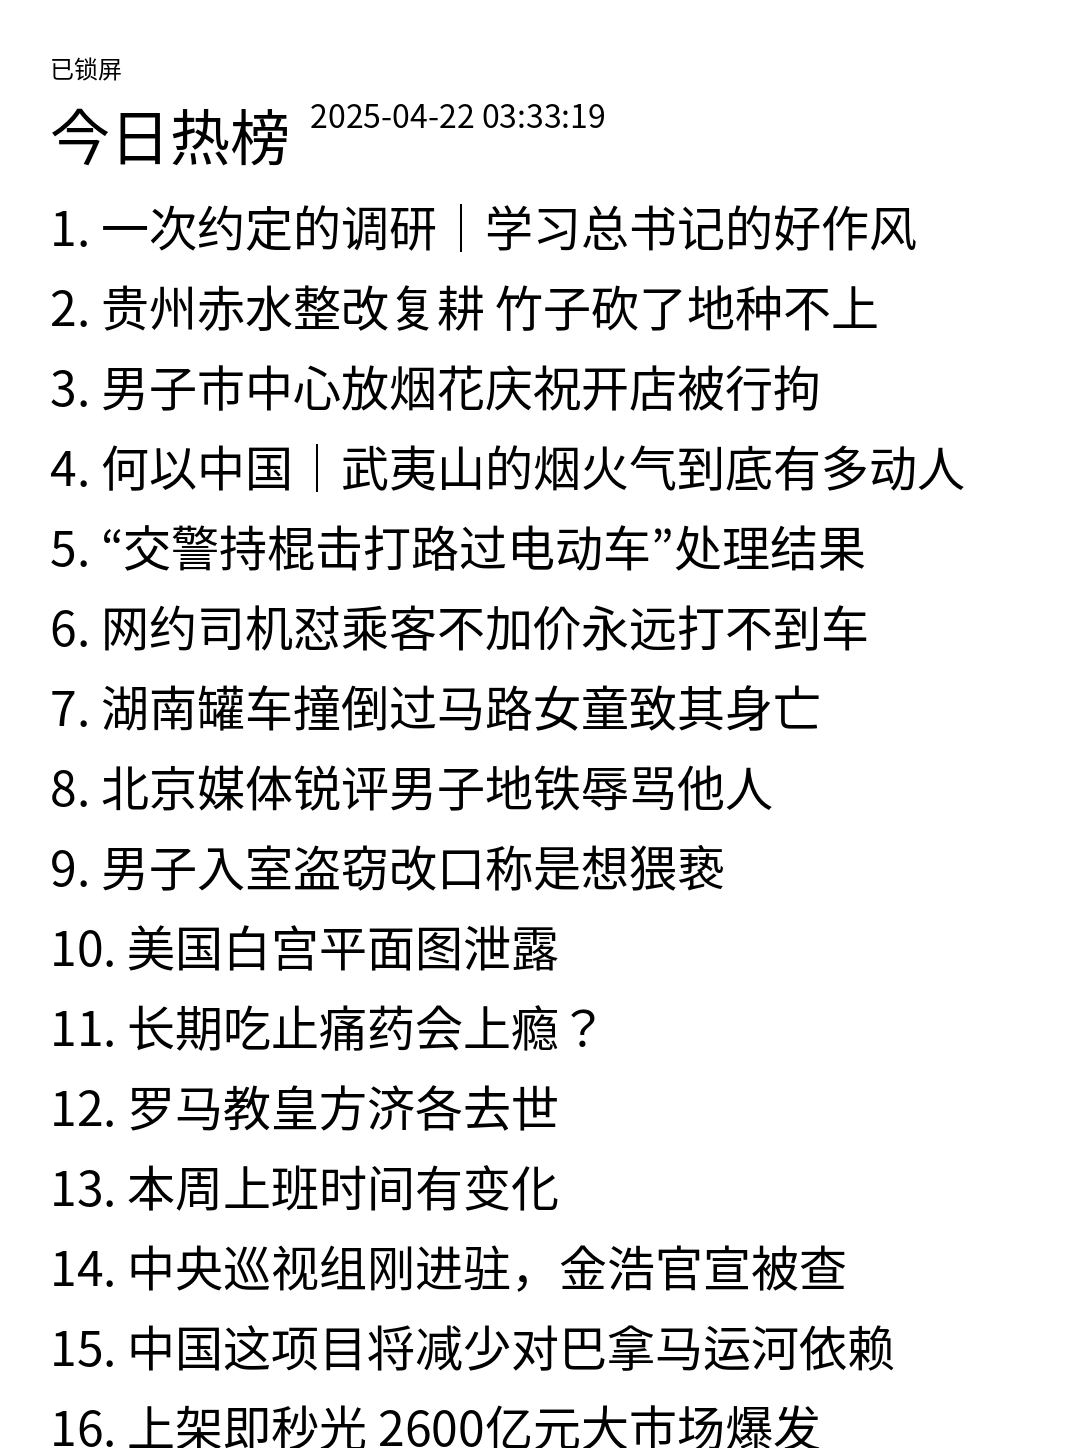 已锁屏
今日热榜 2025-04-22 03:33:19
1. 一次约定的调研｜学习总书记的好作风
2. 贵州赤水整改复耕 竹子砍了地种不上
3. 男子市中心放烟花庆祝开店被行拘
4. 何以中国｜武夷山的烟火气到底有多动人
5. “交警持棍击打路过电动车”处理结果
6. 网约司机怼乘客不加价永远打不到车
7. 湖南罐车撞倒过马路女童致其身亡
8. 北京媒体锐评男子地铁辱骂他人
9. 男子入室盗窃改口称是想猥亵
10. 美国白宫平面图泄露
11. 长期吃止痛药会上瘾？
12. 罗马教皇方济各去世
13. 本周上班时间有变化
14. 中央巡视组刚进驻，金浩官宣被查
15. 中国这项目将减少对巴拿马运河依赖
16. 上架即秒光 2600亿元大市场爆发